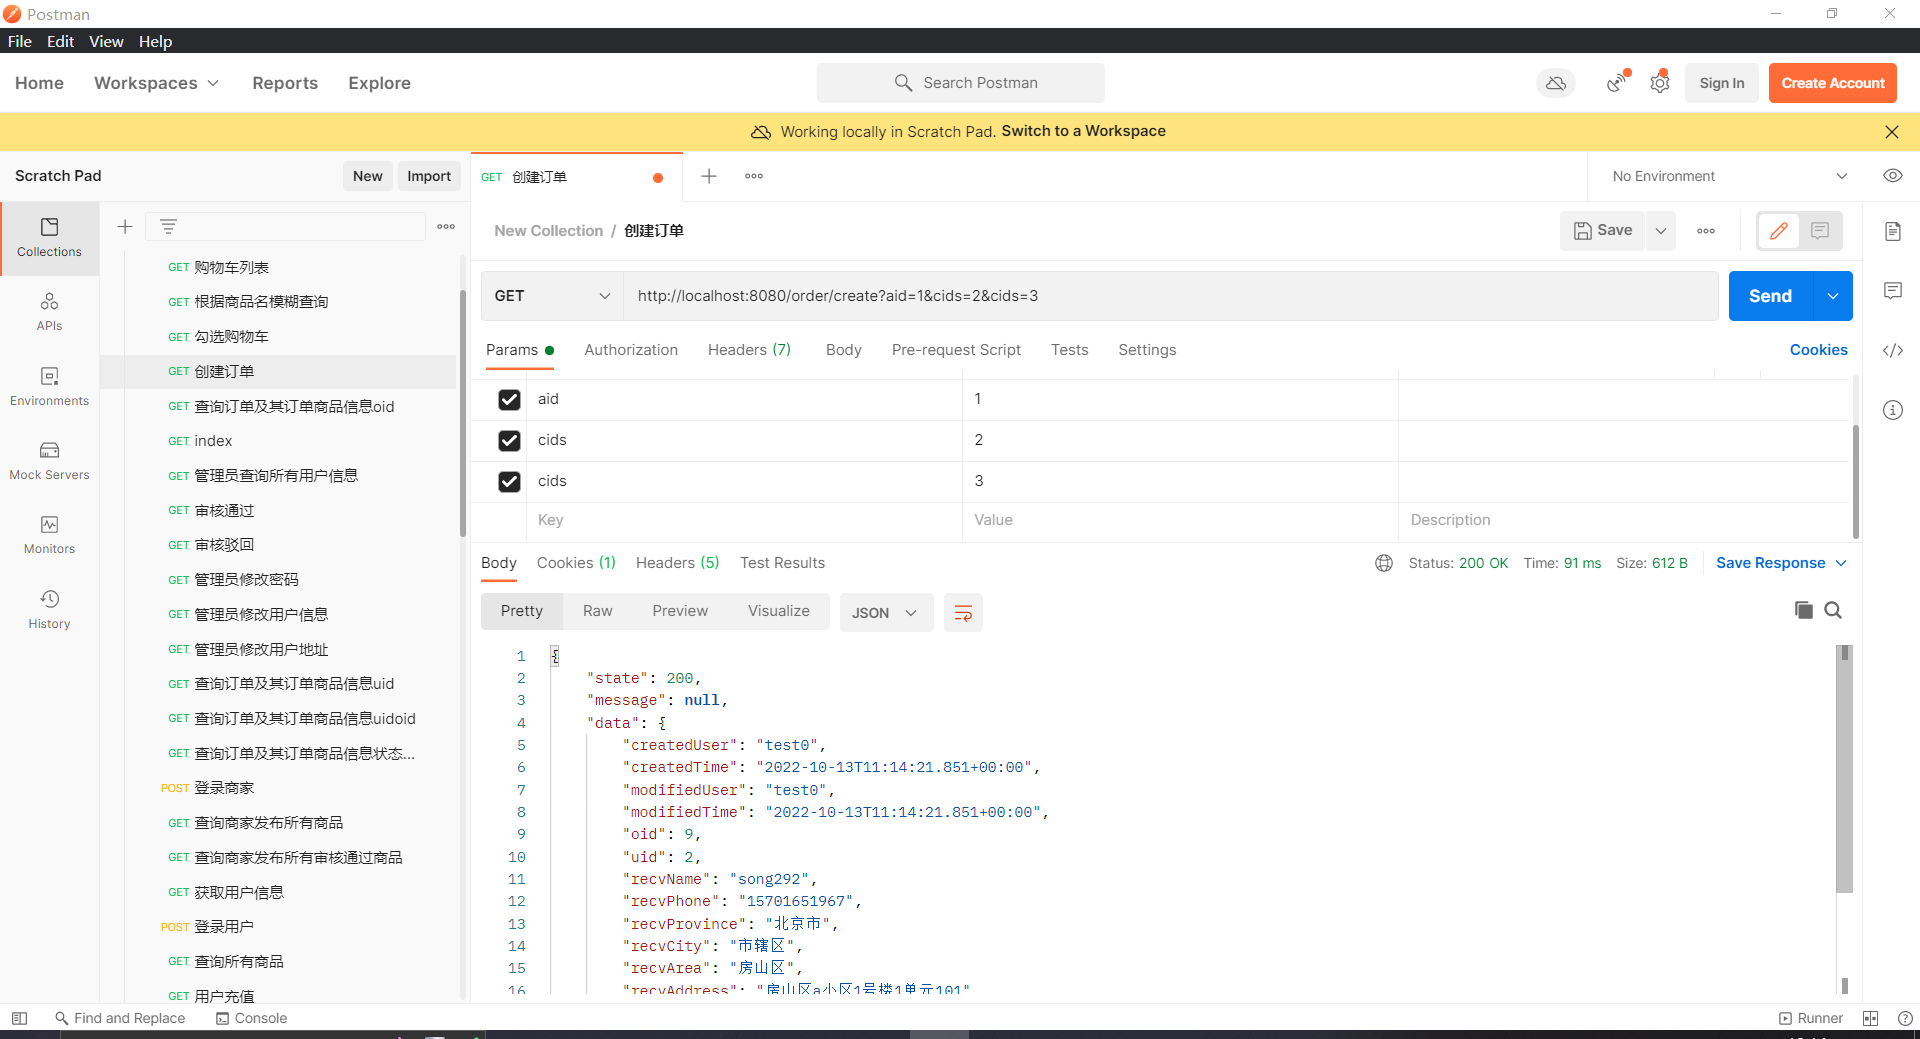 Postman
File Edit View Help
Home Workspaces Reports Explore Search Postman Sign In Create Account
Working locally in Scratch Pad. Switch to a Workspace
Scratch Pad New Import GET 创建订单 No Environment
Collections
APIs
Environments
Mock Servers
Monitors
History
GET 购物车列表
GET 根据商品名模糊查询
GET 勾选购物车
GET 创建订单
GET 查询订单及其订单商品信息oid
GET index
GET 管理员查询所有用户信息
GET 审核通过
GET 审核驳回
GET 管理员修改密码
GET 管理员修改用户信息
GET 管理员修改用户地址
GET 查询订单及其订单商品信息uid
GET 查询订单及其订单商品信息uidoid
GET 查询订单及其订单商品信息状态...
POST 登录商家
GET 查询商家发布所有商品
GET 查询商家发布所有审核通过商品
GET 获取用户信息
POST 登录用户
GET 查询所有商品
GET 用户充值
New Collection / 创建订单 Save
GET http://localhost:8080/order/create?aid=1&cids=2&cids=3 Send
Params Authorization Headers (7) Body Pre-request Script Tests Settings Cookies
aid 1
cids 2
cids 3
Key Value Description
Body Cookies (1) Headers (5) Test Results Status: 200 OK Time: 91 ms Size: 612 B Save Response
Pretty Raw Preview Visualize JSON
1 {
2 "state": 200,
3 "message": null,
4 "data": {
5 "createdUser": "test0",
6 "createdTime": "2022-10-13T11:14:21.851+00:00",
7 "modifiedUser": "test0",
8 "modifiedTime": "2022-10-13T11:14:21.851+00:00",
9 "oid": 9,
10 "uid": 2,
11 "recvName": "song292",
12 "recvPhone": "15701651967",
13 "recvProvince": "北京市",
14 "recvCity": "市辖区",
15 "recvArea": "房山区",
16 "recvAddress": "房山区a小区1号楼1单元101"
Find and Replace Console Runner